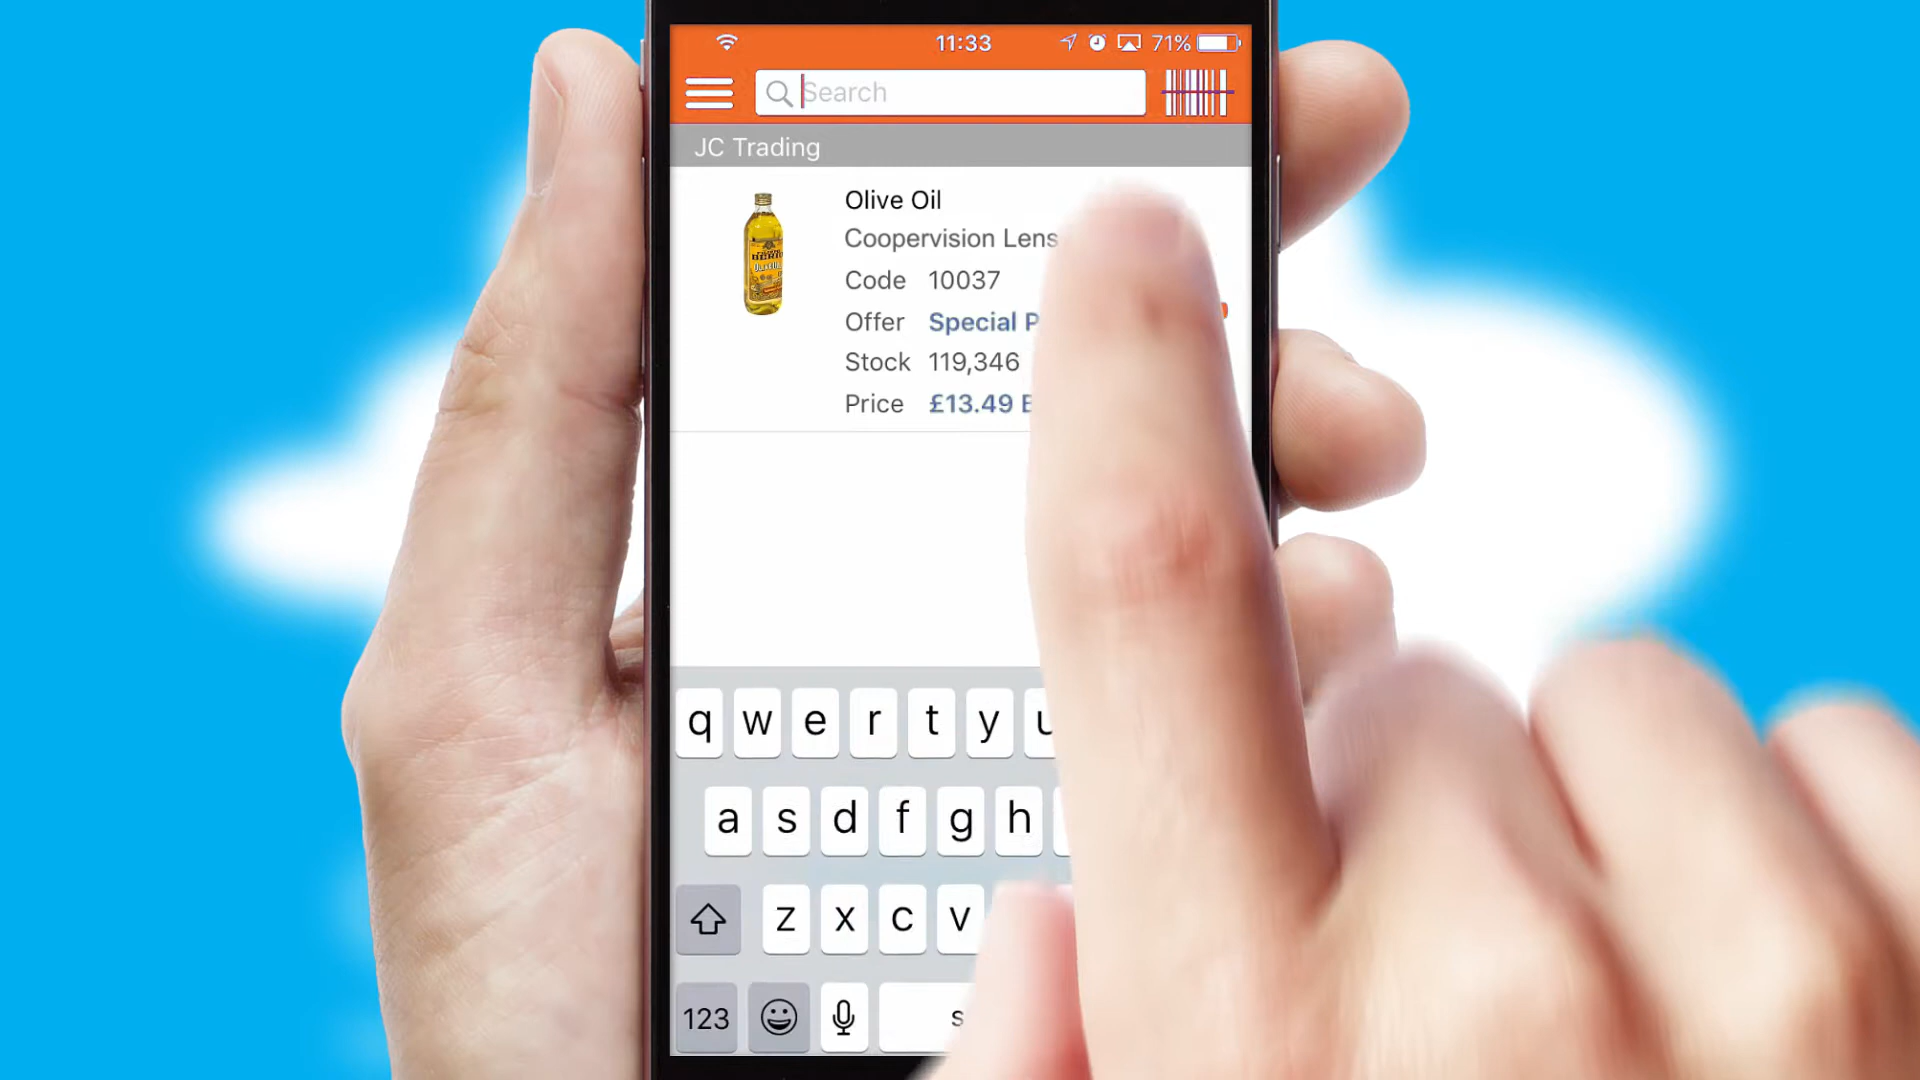 11:33 71%
Search
JC Trading
Olive Oil
Coopervision Lens
Code 10037
Offer Special
Stock 119,346
Price £13.49
q w e r t y u
a s d f g h
z x c v
123